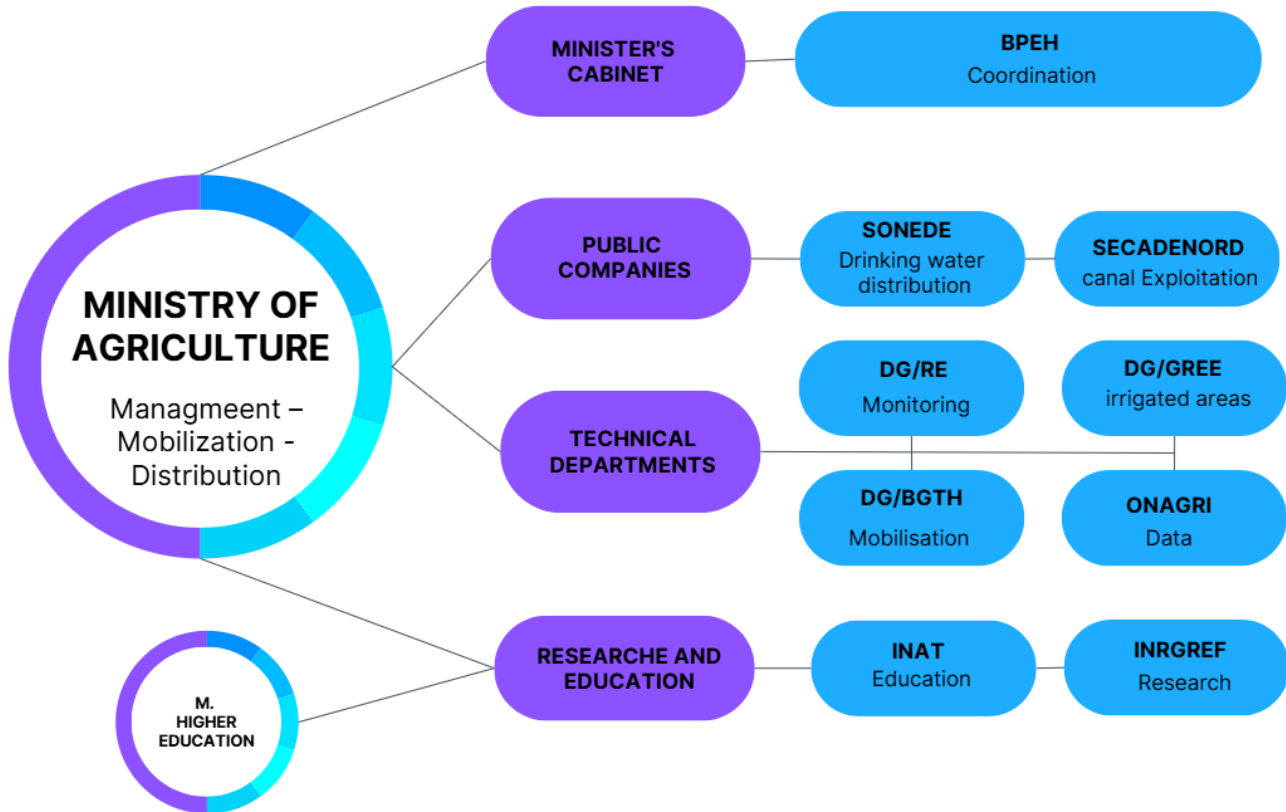 MINISTER'S
CABINET
BPEH
Coordination
MINISTRY OF
AGRICULTURE
Managmeent –
Mobilization -
Distribution
PUBLIC
COMPANIES
SONEDE
Drinking water
distribution
SECADENORD
canal Exploitation
TECHNICAL
DEPARTMENTS
DG/RE
Monitoring
DG/GREE
irrigated areas
DG/BGTH
Mobilisation
ONAGRI
Data
M.
HIGHER
EDUCATION
RESEARCHE AND
EDUCATION
INAT
Education
INRGREF
Research